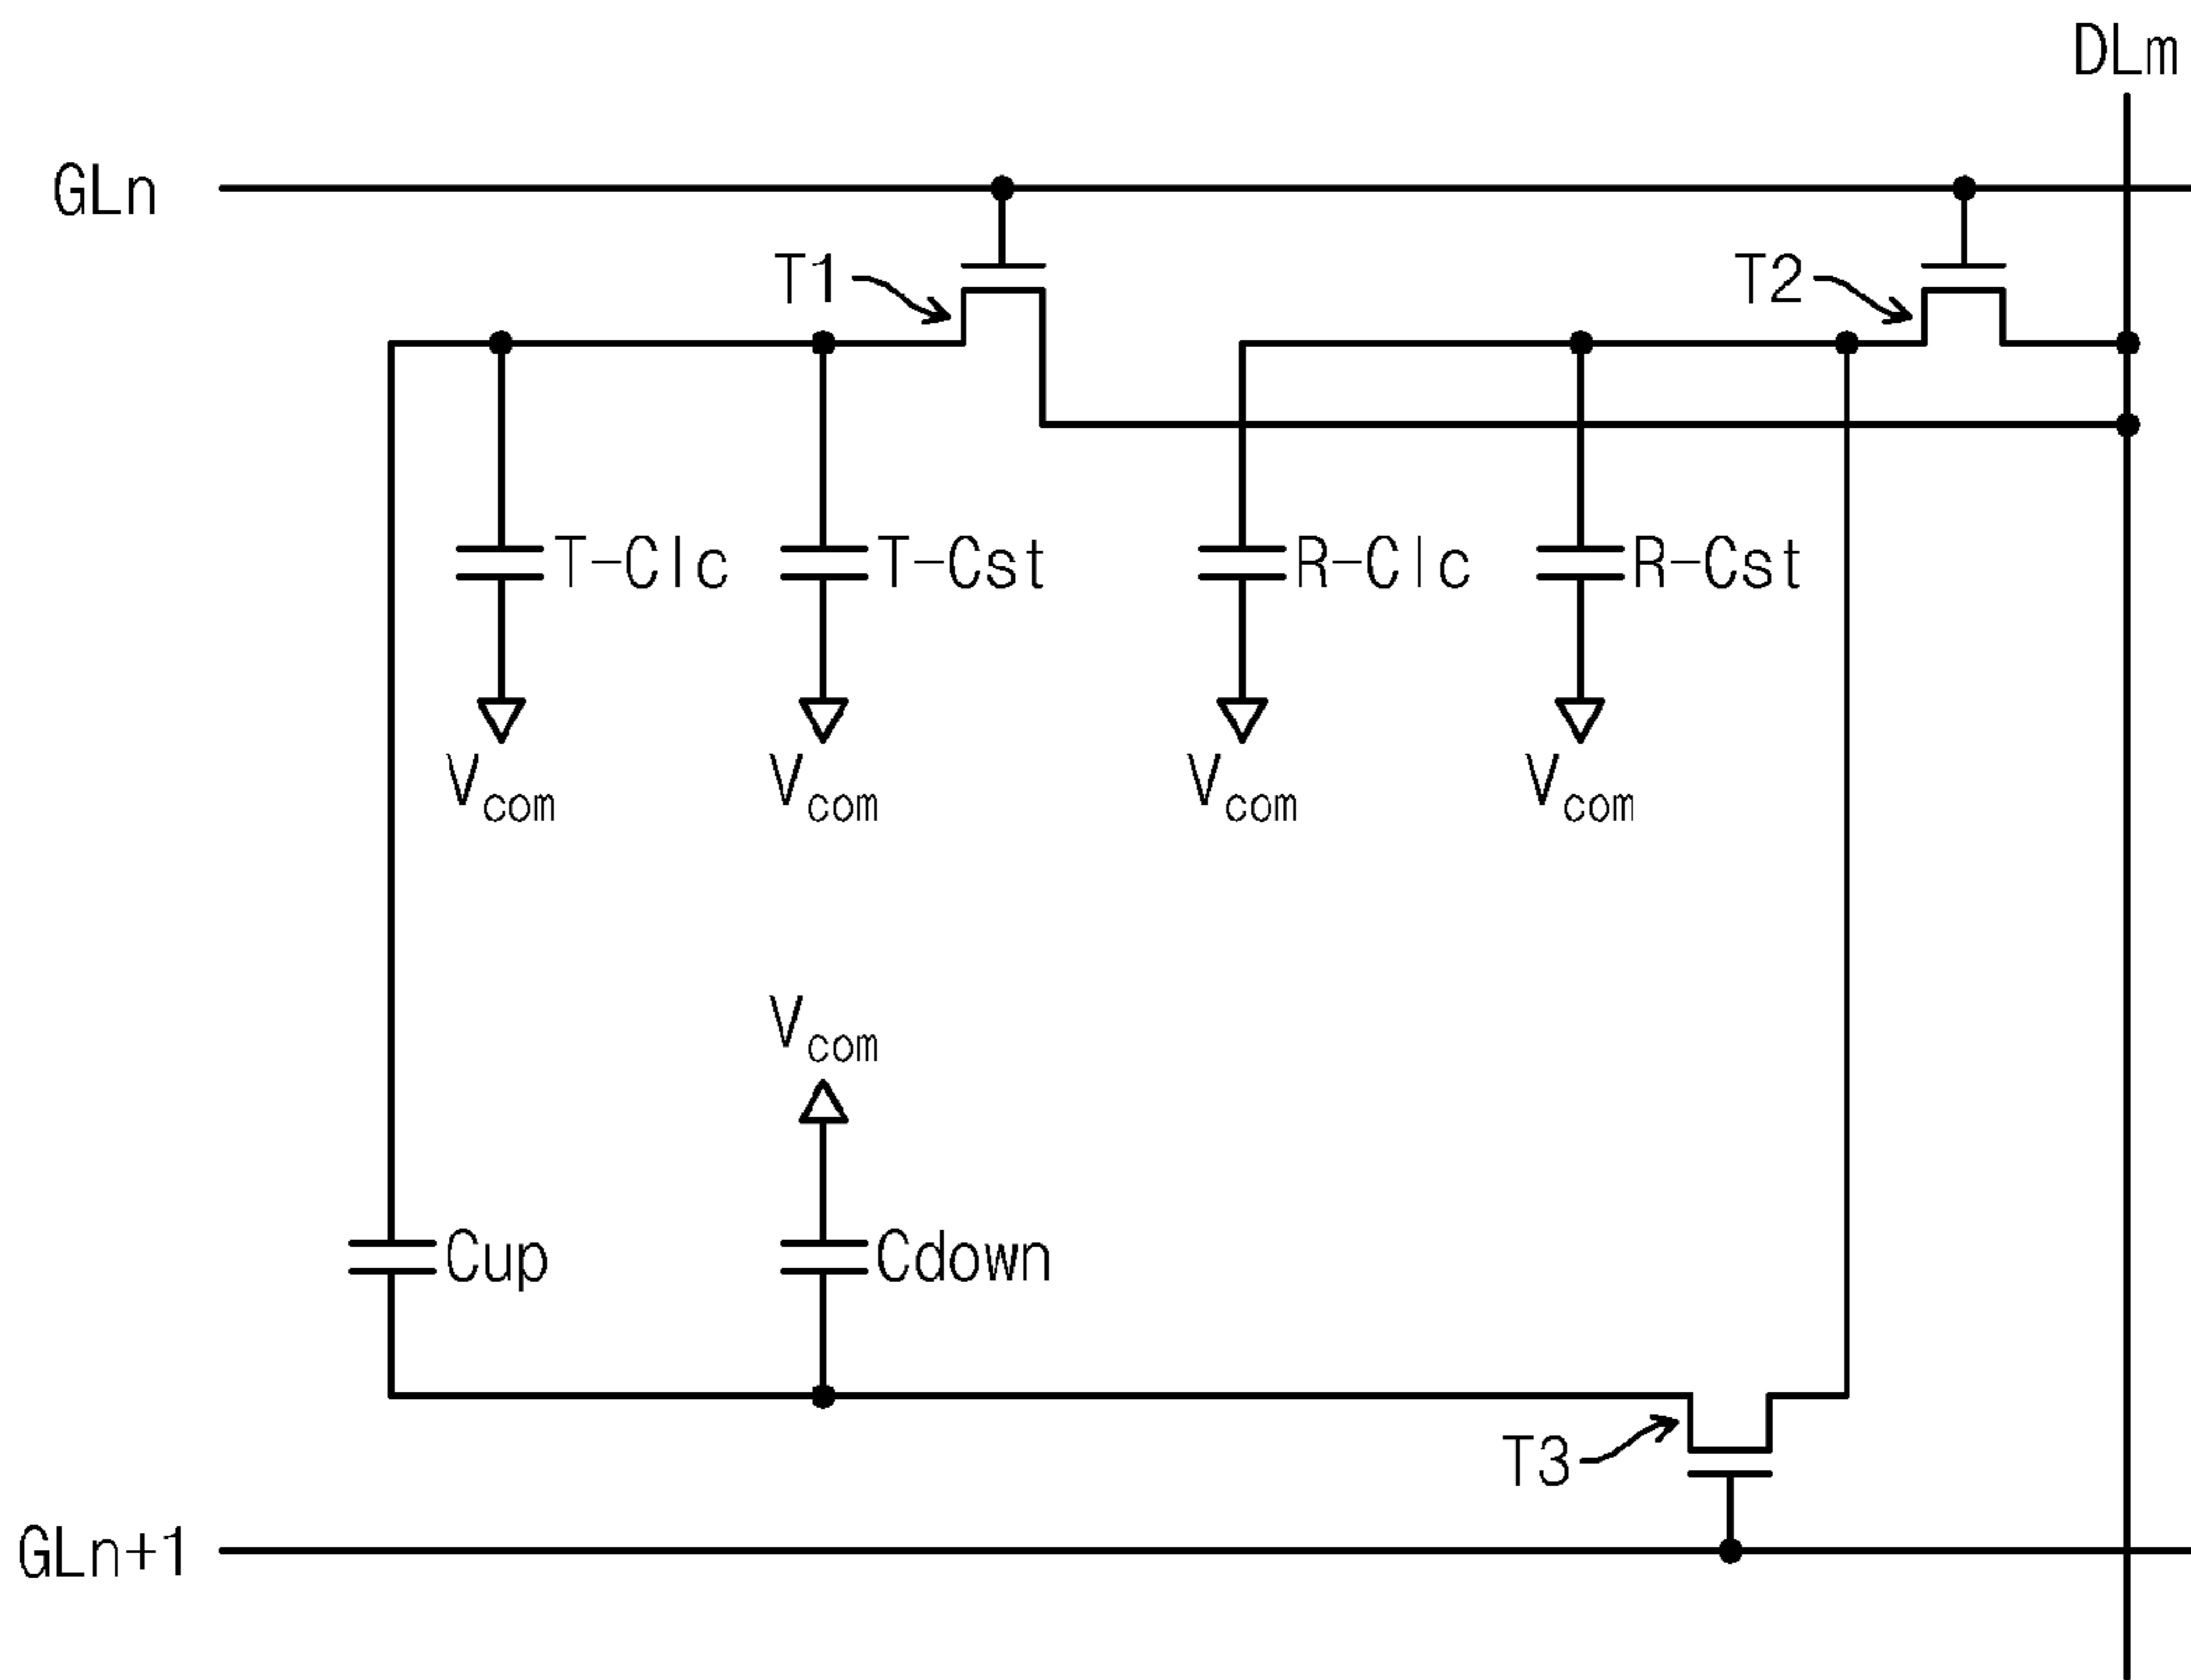 DLm
GLn
T1
T2
T-Clc
T-Cst
R-Clc
R-Cst
Vcom
Vcom
Vcom
Vcom
Vcom
Cup
Cdown
T3
GLn+1